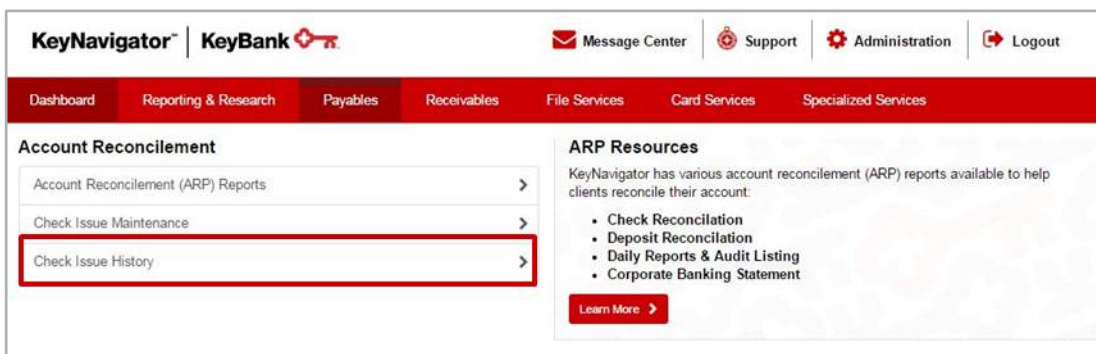 KeyNavigator™ KeyBank
Message Center
Support
Administration
Logout
Dashboard
Reporting & Research
Payables
Receivables
File Services
Card Services
Specialized Services
Account Reconcilement
Account Reconcilement (ARP) Reports
Check Issue Maintenance
Check Issue History
ARP Resources
KeyNavigator has various account reconcilement (ARP) reports available to help
clients reconcile their account:
• Check Reconcilation
• Deposit Reconcilation
• Daily Reports & Audit Listing
• Corporate Banking Statement
Learn More